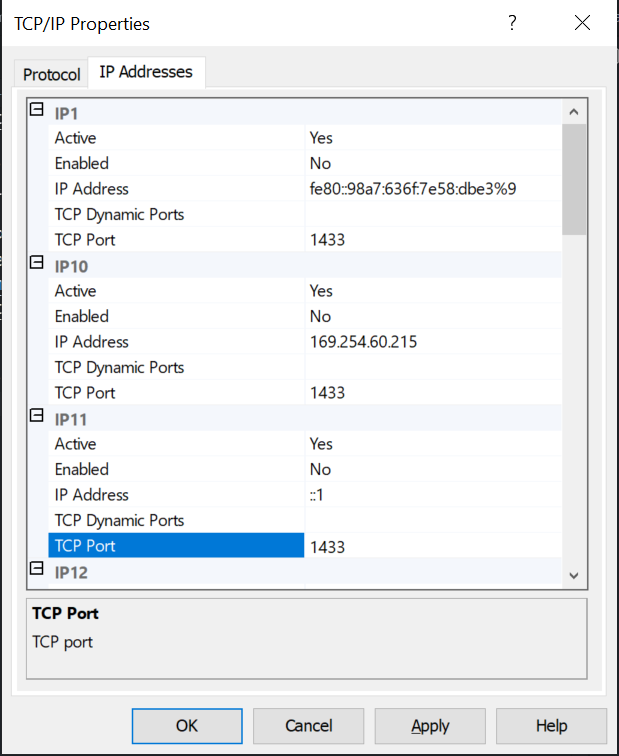 TCP/IP Properties ?
Protocol IP Addresses
IP1
Active Yes
Enabled No
IP Address fe80::98a7:636f:7e58:dbe3%9
TCP Dynamic Ports
TCP Port 1433
IP10
Active Yes
Enabled No
IP Address 169.254.60.215
TCP Dynamic Ports
TCP Port 1433
IP11
Active Yes
Enabled No
IP Address ::1
TCP Dynamic Ports
TCP Port 1433
IP12
TCP Port
TCP port
OK Cancel Apply Help